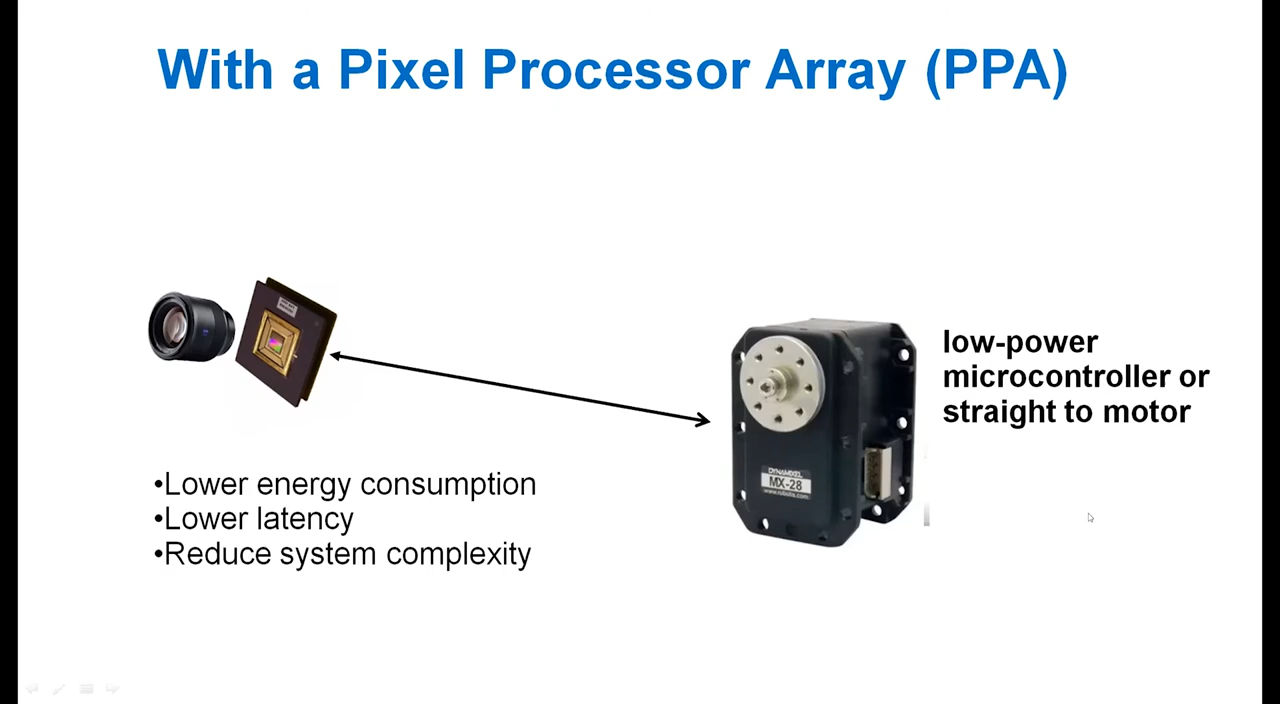 With a Pixel Processor Array (PPA)
low-power
microcontroller or
straight to motor
•Lower energy consumption
•Lower latency
•Reduce system complexity
DYNAMIXEL
MX-28
www.robotis.com